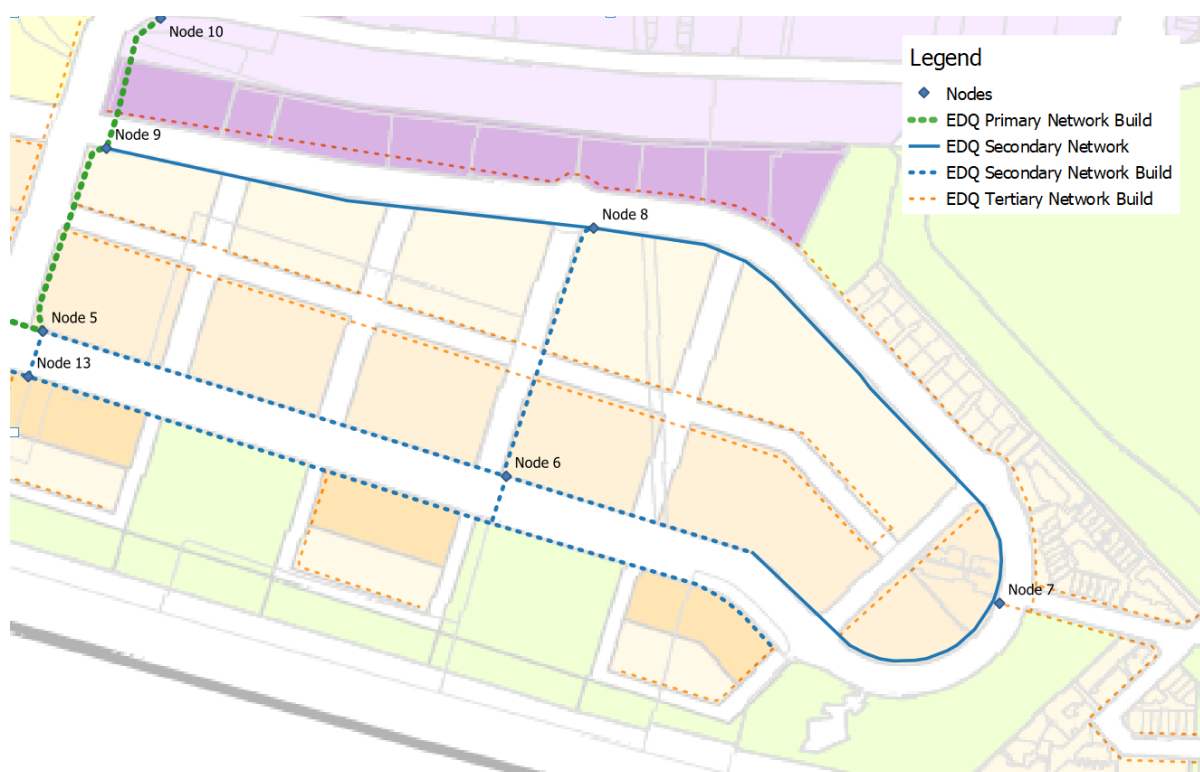 Node 10
Legend
Nodes
EDQ Primary Network Build
Node 9
EDQ Secondary Network
EDQ Secondary Network Build
EDQ Tertiary Network Build
Node 8
Node 5
Node 13
Node 6
Node 7